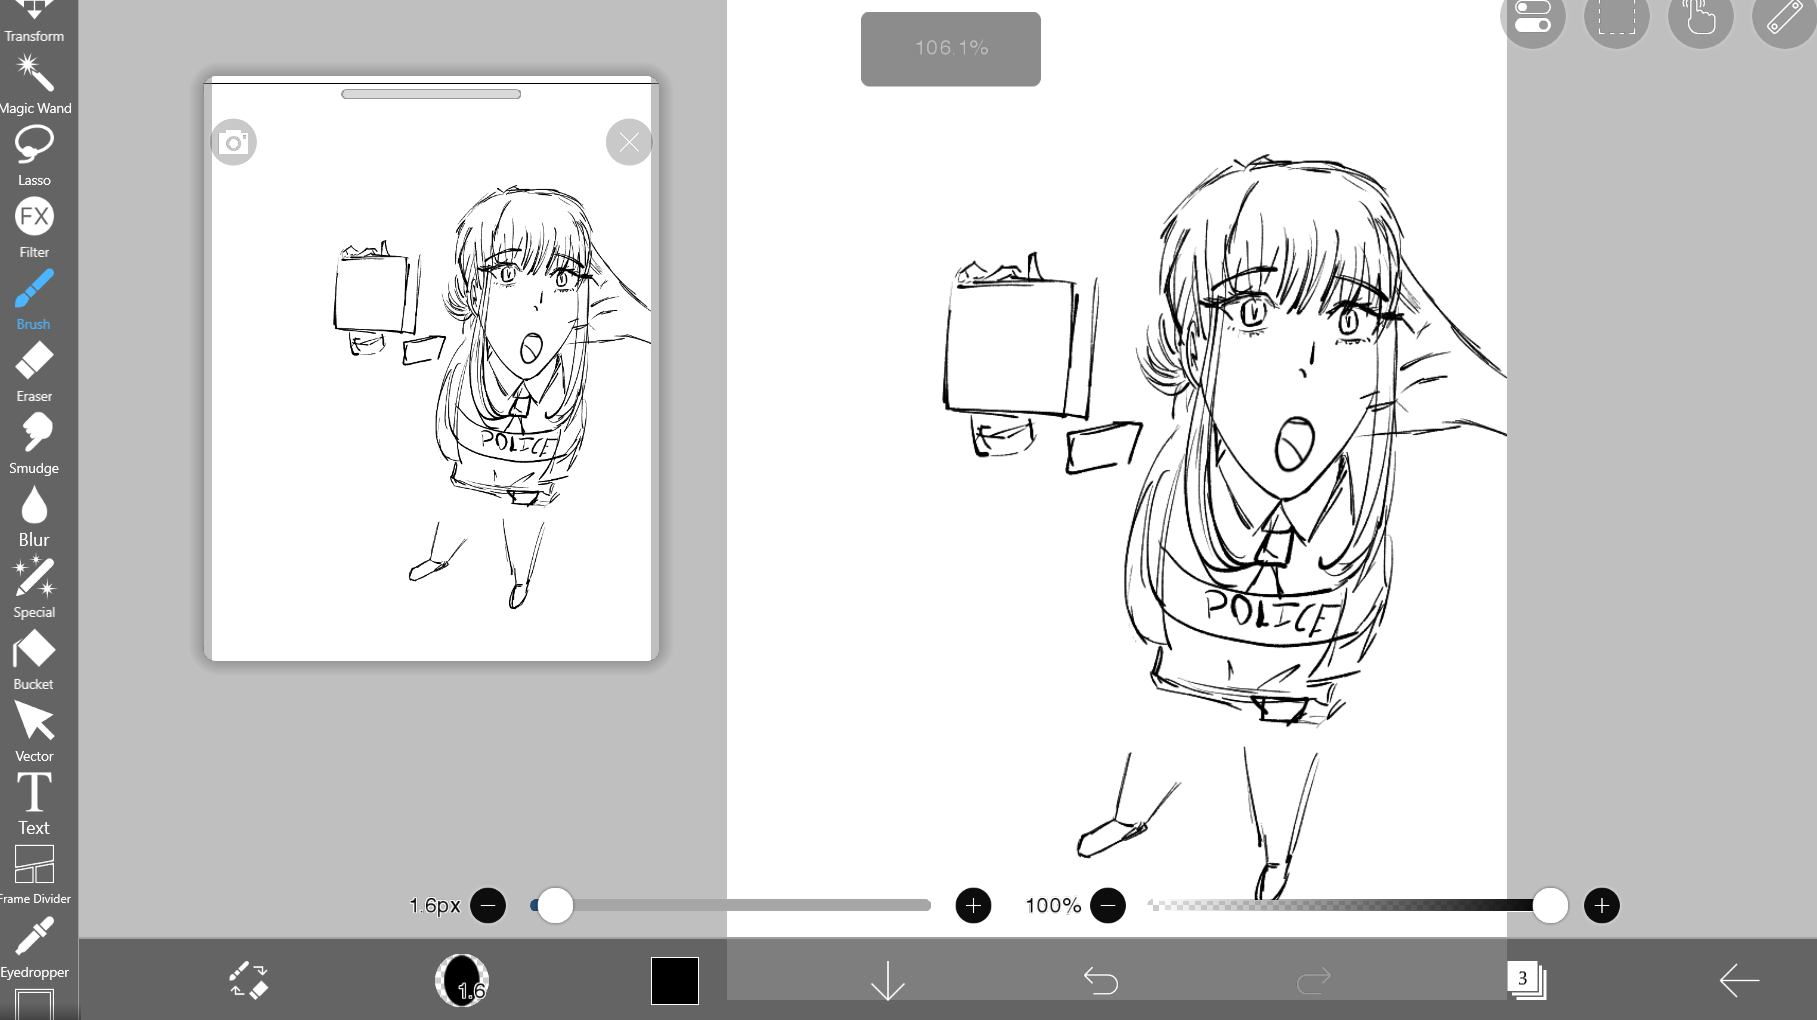 Transform
Magic Wand
Lasso
FX
Filter
Brush
Eraser
Smudge
Blur
Special
Bucket
Vector
T
Text
Frame Divider
Eyedropper
106.1%
POLICE
POLICE
1.6px
100%
1.6
3